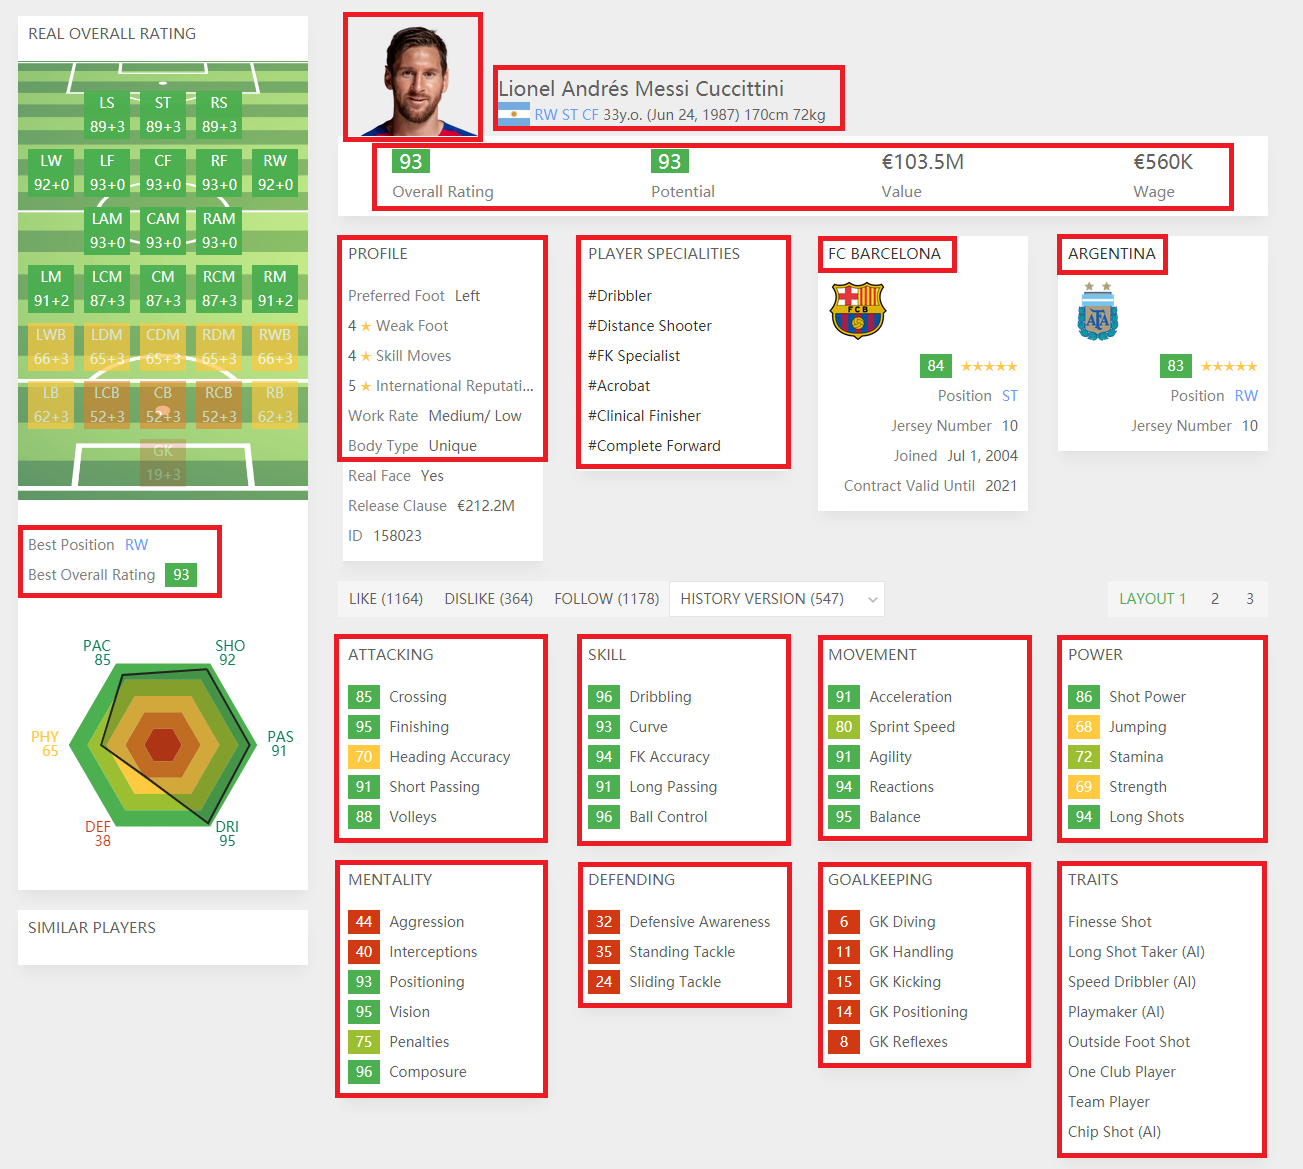 REAL OVERALL RATING
LS ST RS
89+3 89+3 89+3
LW LF CF RF RW
92+0 93+0 93+0 93+0 92+0
LAM CAM RAM
93+0 93+0 93+0
LM LCM CM RCM RM
91+2 87+3 87+3 87+3 91+2
LWB LDM CDM RDM RWB
66+3 65+3 65+3 65+3 66+3
LB LCB CB RCB RB
62+3 52+3 52+3 52+3 62+3
GK
19+3
Best Position RW
Best Overall Rating 93
PAC
85
SHO
92
PHY
65
PAS
91
DEF
38
DRI
95
SIMILAR PLAYERS
Lionel Andrés Messi Cuccittini
RW ST CF 33y.o. (Jun 24, 1987) 170cm 72kg
93 93 €103.5M €560K
Overall Rating Potential Value Wage
PROFILE
Preferred Foot Left
4 ★ Weak Foot
4 ★ Skill Moves
5 ★ International Reputati...
Work Rate Medium/ Low
Body Type Unique
Real Face Yes
Release Clause €212.2M
ID 158023
PLAYER SPECIALITIES
#Dribbler
#Distance Shooter
#FK Specialist
#Acrobat
#Clinical Finisher
#Complete Forward
FC BARCELONA
FCB
84 ★★★★★
Position ST
Jersey Number 10
Joined Jul 1, 2004
Contract Valid Until 2021
ARGENTINA
AFA
83 ★★★★★
Position RW
Jersey Number 10
LIKE (1164) DISLIKE (364) FOLLOW (1178) HISTORY VERSION (547) LAYOUT 1 2 3
ATTACKING
85 Crossing
95 Finishing
70 Heading Accuracy
91 Short Passing
88 Volleys
SKILL
96 Dribbling
93 Curve
94 FK Accuracy
91 Long Passing
96 Ball Control
MOVEMENT
91 Acceleration
80 Sprint Speed
91 Agility
94 Reactions
95 Balance
POWER
86 Shot Power
68 Jumping
72 Stamina
69 Strength
94 Long Shots
MENTALITY
44 Aggression
40 Interceptions
93 Positioning
95 Vision
75 Penalties
96 Composure
DEFENDING
32 Defensive Awareness
35 Standing Tackle
24 Sliding Tackle
GOALKEEPING
6 GK Diving
11 GK Handling
15 GK Kicking
14 GK Positioning
8 GK Reflexes
TRAITS
Finesse Shot
Long Shot Taker (AI)
Speed Dribbler (AI)
Playmaker (AI)
Outside Foot Shot
One Club Player
Team Player
Chip Shot (AI)